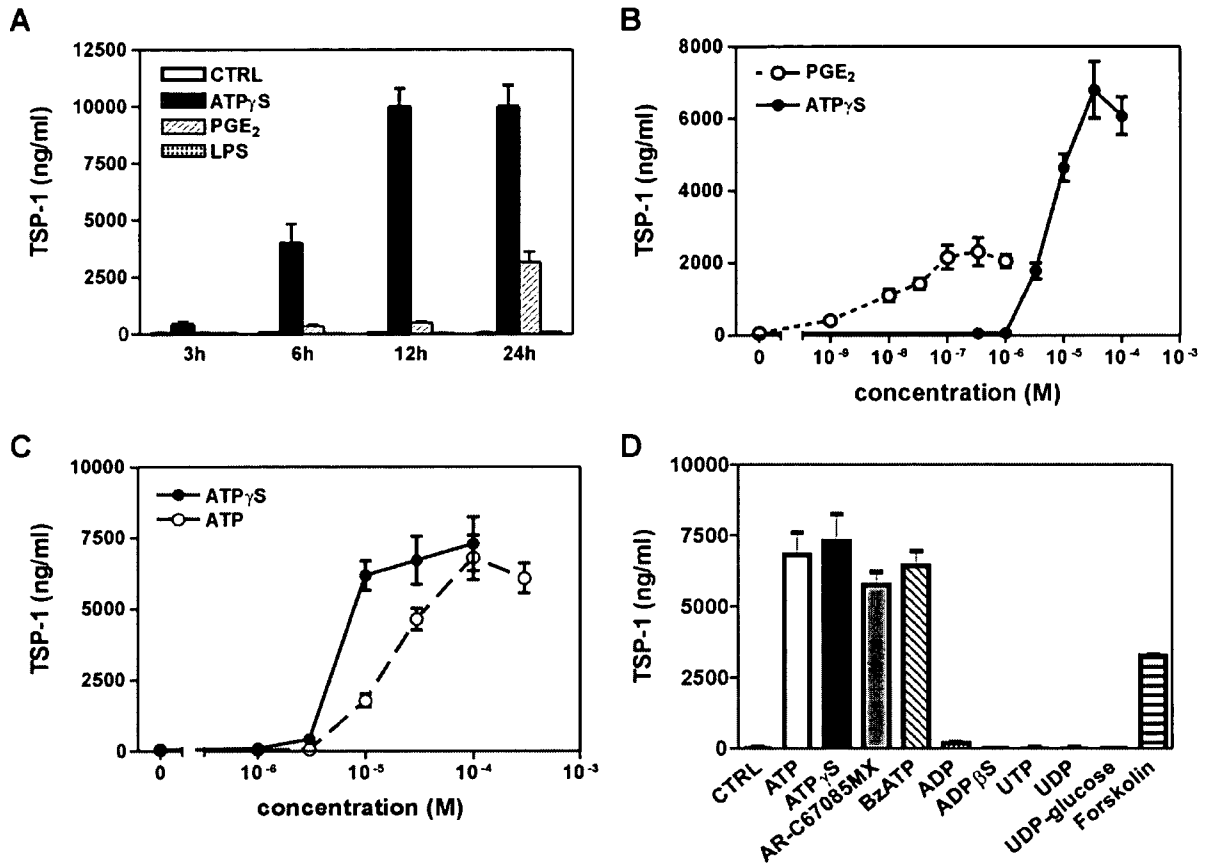 A
TSP-1 (ng/ml)
12500
10000
7500
5000
2500
0
CTRL
ATPγS
PGE₂
LPS
3h 6h 12h 24h
B
TSP-1 (ng/ml)
8000
6000
4000
2000
0
PGE₂
ATPγS
0 10⁻⁹ 10⁻⁸ 10⁻⁷ 10⁻⁶ 10⁻⁵ 10⁻⁴ 10⁻³
concentration (M)
C
TSP-1 (ng/ml)
10000
7500
5000
2500
0
ATPγS
ATP
0 10⁻⁶ 10⁻⁵ 10⁻⁴ 10⁻³
concentration (M)
D
TSP-1 (ng/ml)
10000
7500
5000
2500
0
CTRL
ATP
ATPγS
AR-C67085MX
BzATP
ADP
ADPβS
UTP
UDP
UDP-glucose
Forskolin